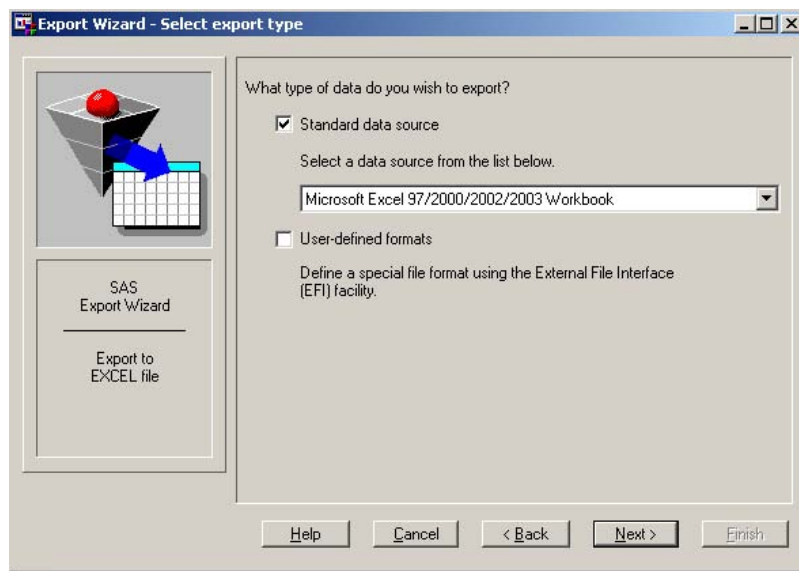 Export Wizard - Select export type
What type of data do you wish to export?
Standard data source
Select a data source from the list below.
Microsoft Excel 97/2000/2002/2003 Workbook
User-defined formats
Define a special file format using the External File Interface
(EFI) facility.
SAS
Export Wizard
Export to
EXCEL file
Help
Cancel
< Back
Next >
Finish